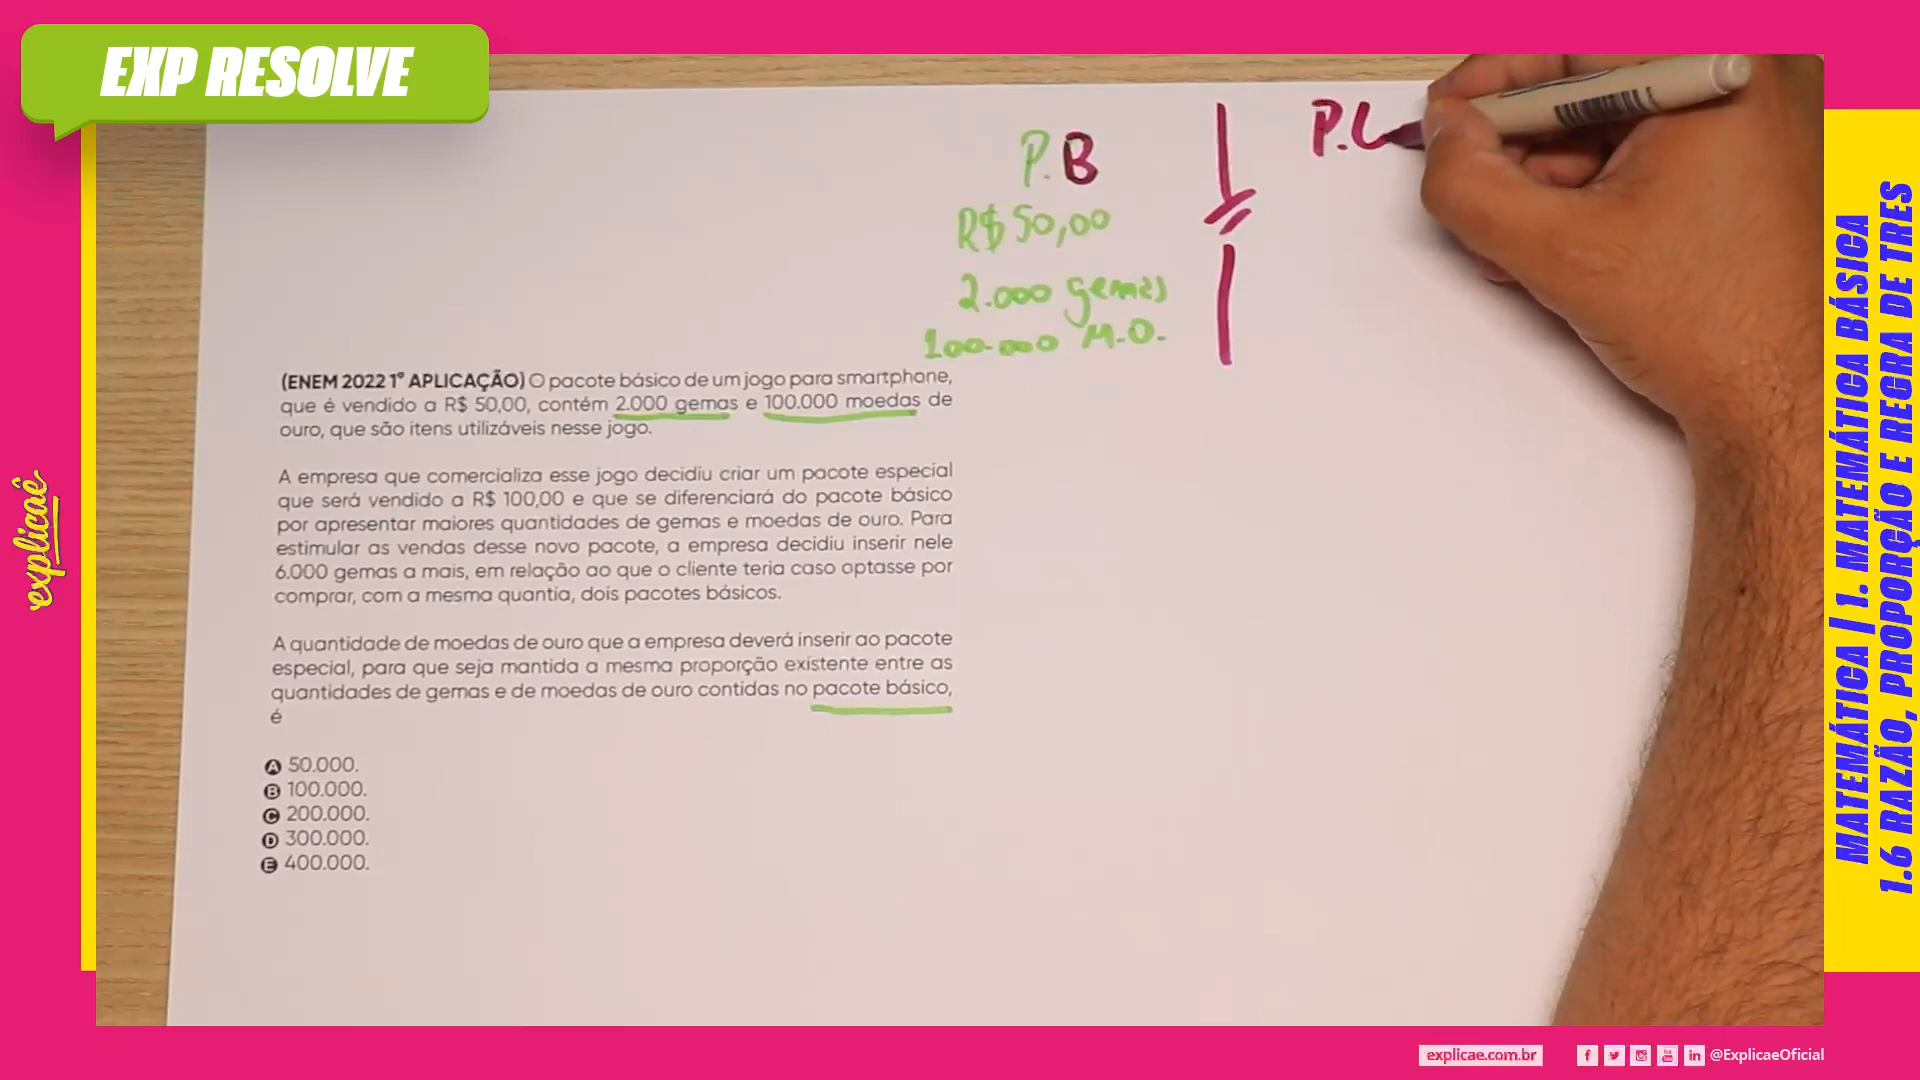 EXP RESOLVE
P.B
R$ 50,00
2.000 gemas
100.000 M.O.
(ENEM 2022 1° APLICAÇÃO) O pacote básico de um jogo para smartphone,
que é vendido a R$ 50,00, contém 2.000 gemas e 100.000 moedas de
ouro, que são itens utilizáveis nesse jogo.
A empresa que comercializa esse jogo decidiu criar um pacote especial
que será vendido a R$ 100,00 e que se diferenciará do pacote básico
por apresentar maiores quantidades de gemas e moedas de ouro. Para
estimular as vendas desse novo pacote, a empresa decidiu inserir nele
6.000 gemas a mais, em relação ao que o cliente teria caso optasse por
comprar, com a mesma quantia, dois pacotes básicos.
A quantidade de moedas de ouro que a empresa deverá inserir ao pacote
especial, para que seja mantida a mesma proporção existente entre as
quantidades de gemas e de moedas de ouro contidas no pacote básico,
é
A 50.000.
B 100.000.
C 200.000.
D 300.000.
E 400.000.
explicaê
MATEMÁTICA | 1. MATEMÁTICA BÁSICA
1.6 RAZÃO, PROPORÇÃO E REGRA DE TRES
explicae.com.br
@ExplicaeOficial